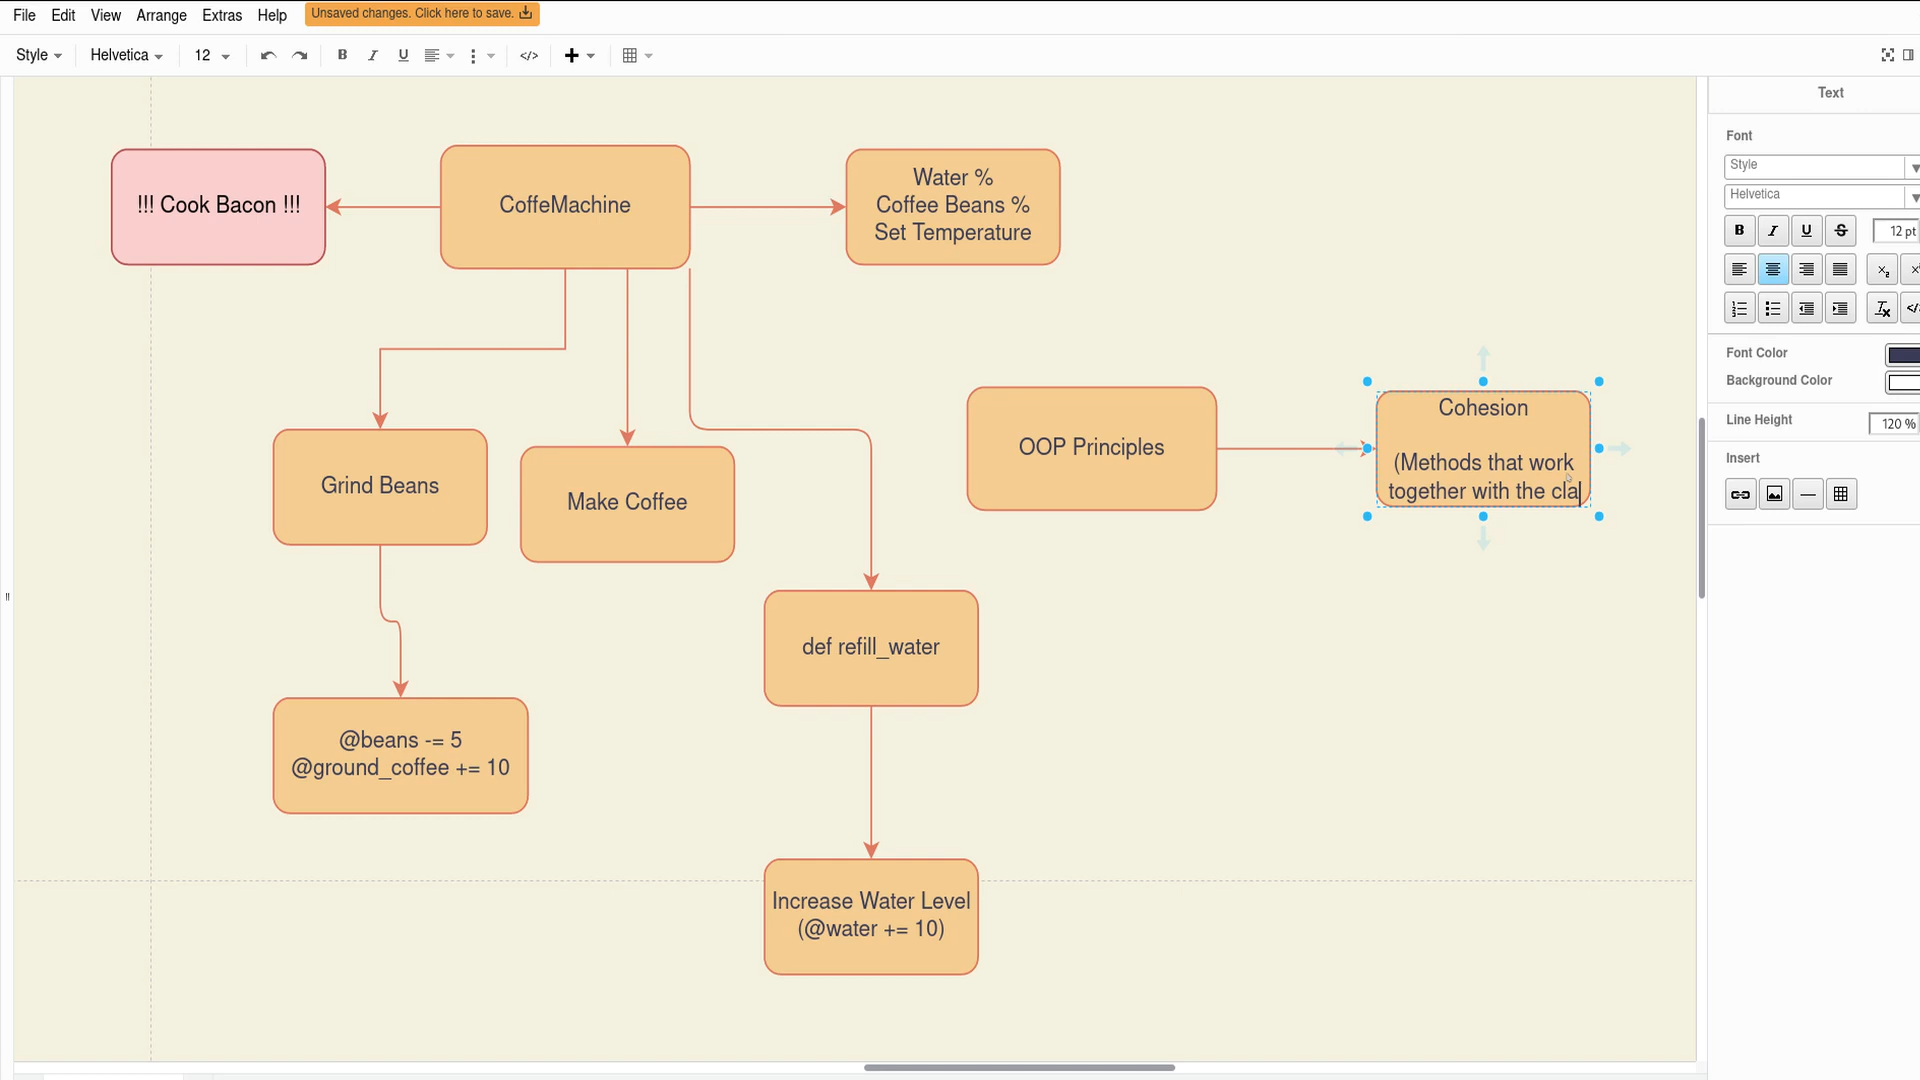 File Edit View Arrange Extras Help Unsaved changes. Click here to save.
Style Helvetica 12 B I U </>
Text
Font
Style
Helvetica
B I U S 12 pt
Font Color
Background Color
Line Height 120 %
Insert
!!! Cook Bacon !!!
CoffeMachine
Water %
Coffee Beans %
Set Temperature
OOP Principles
Cohesion
(Methods that work
together with the cla
Grind Beans
Make Coffee
def refill_water
@beans -= 5
@ground_coffee += 10
Increase Water Level
(@water += 10)